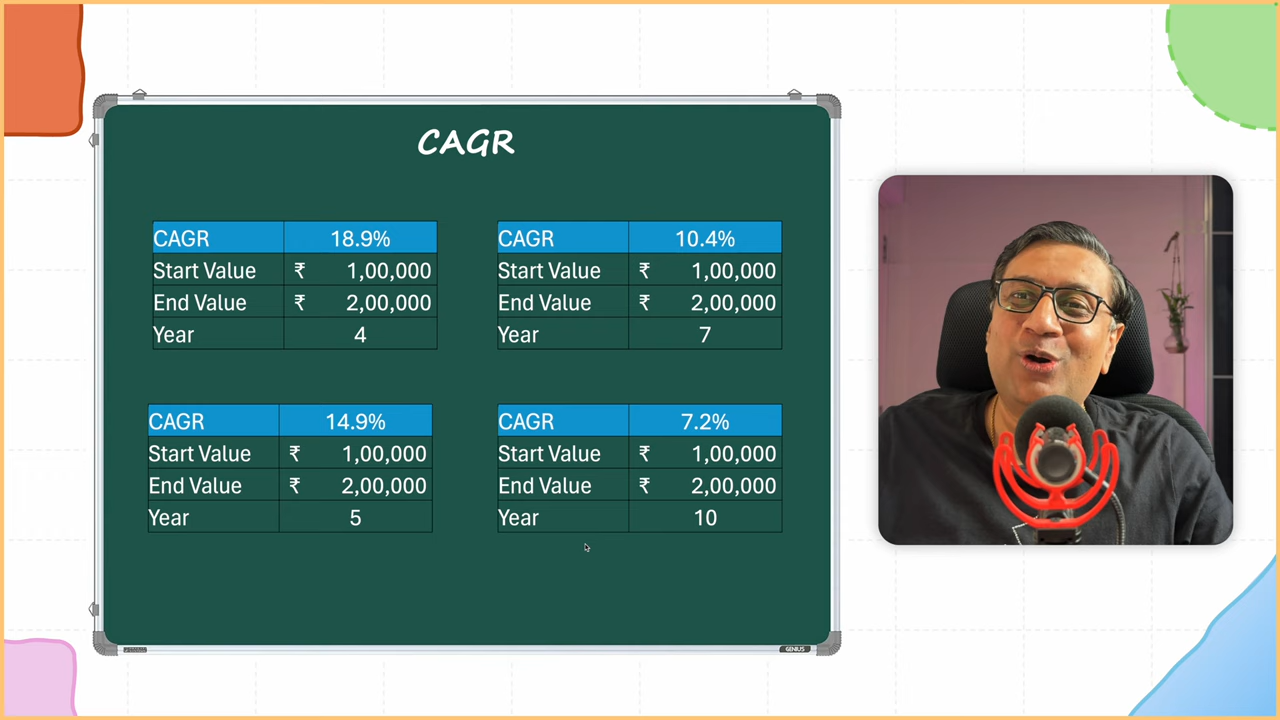 CAGR
CAGR 18.9%
Start Value ₹ 1,00,000
End Value ₹ 2,00,000
Year 4
CAGR 10.4%
Start Value ₹ 1,00,000
End Value ₹ 2,00,000
Year 7
CAGR 14.9%
Start Value ₹ 1,00,000
End Value ₹ 2,00,000
Year 5
CAGR 7.2%
Start Value ₹ 1,00,000
End Value ₹ 2,00,000
Year 10
GENIUS